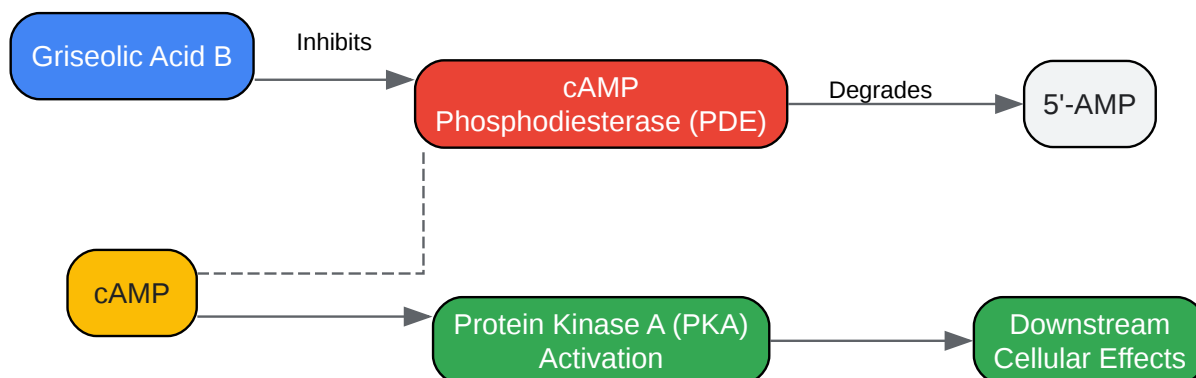 Griseolic Acid B
Inhibits
cAMP
Phosphodiesterase (PDE)
Degrades
5'-AMP
cAMP
Protein Kinase A (PKA)
Activation
Downstream
Cellular Effects